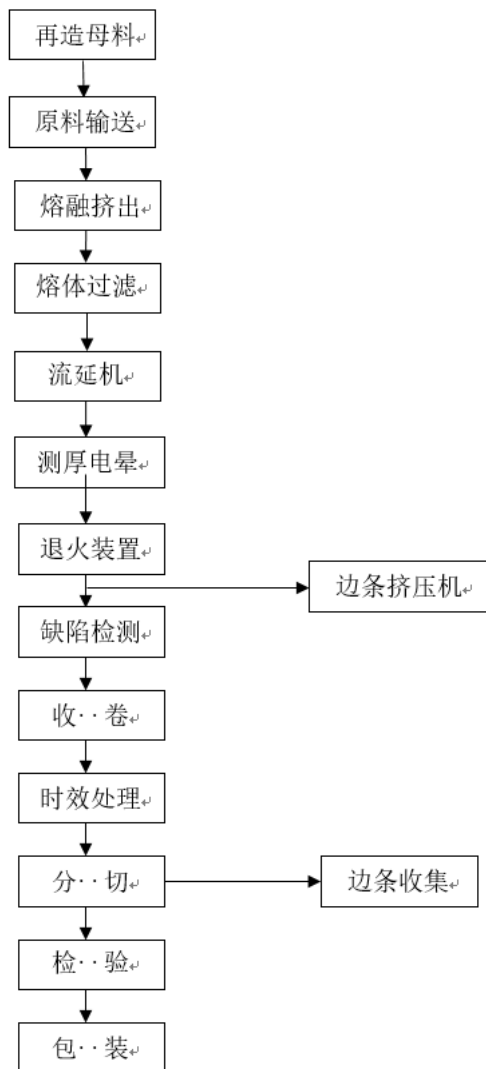 再造母料
原料输送
熔融挤出
熔体过滤
流延机
测厚电晕
退火装置
边条挤压机
缺陷检测
收··卷
时效处理
分··切
边条收集
检··验
包··装